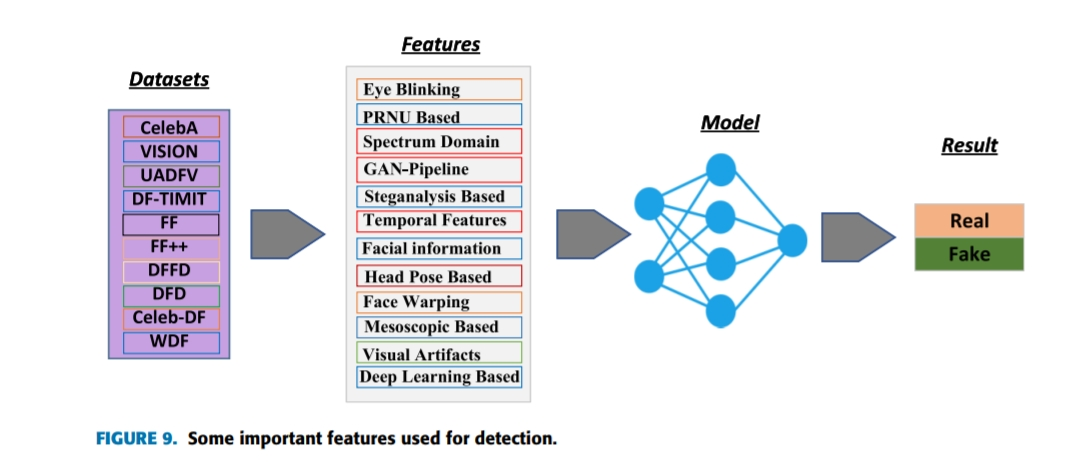 Datasets
CelebA
VISION
UADFV
DF-TIMIT
FF
FF++
DFFD
DFD
Celeb-DF
WDF
Features
Eye Blinking
PRNU Based
Spectrum Domain
GAN-Pipeline
Steganalysis Based
Temporal Features
Facial information
Head Pose Based
Face Warping
Mesoscopic Based
Visual Artifacts
Deep Learning Based
Model
Result
Real
Fake
FIGURE 9. Some important features used for detection.